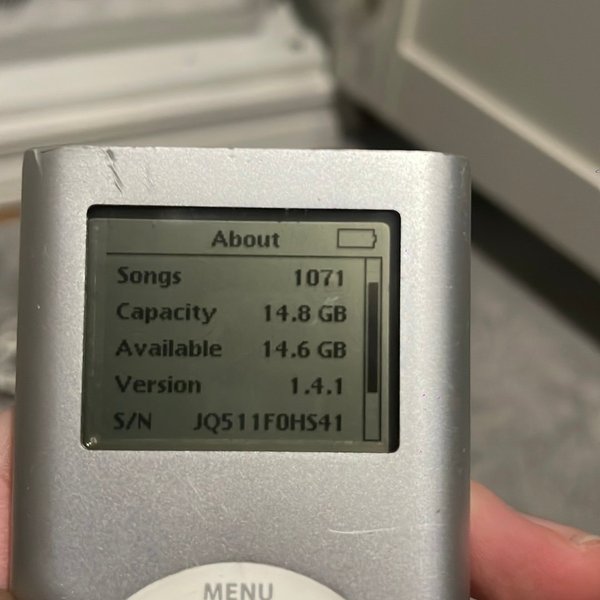 About
Songs 1071
Capacity 14.8 GB
Available 14.6 GB
Version 1.4.1
S/N JQ511F0HS41
MENU